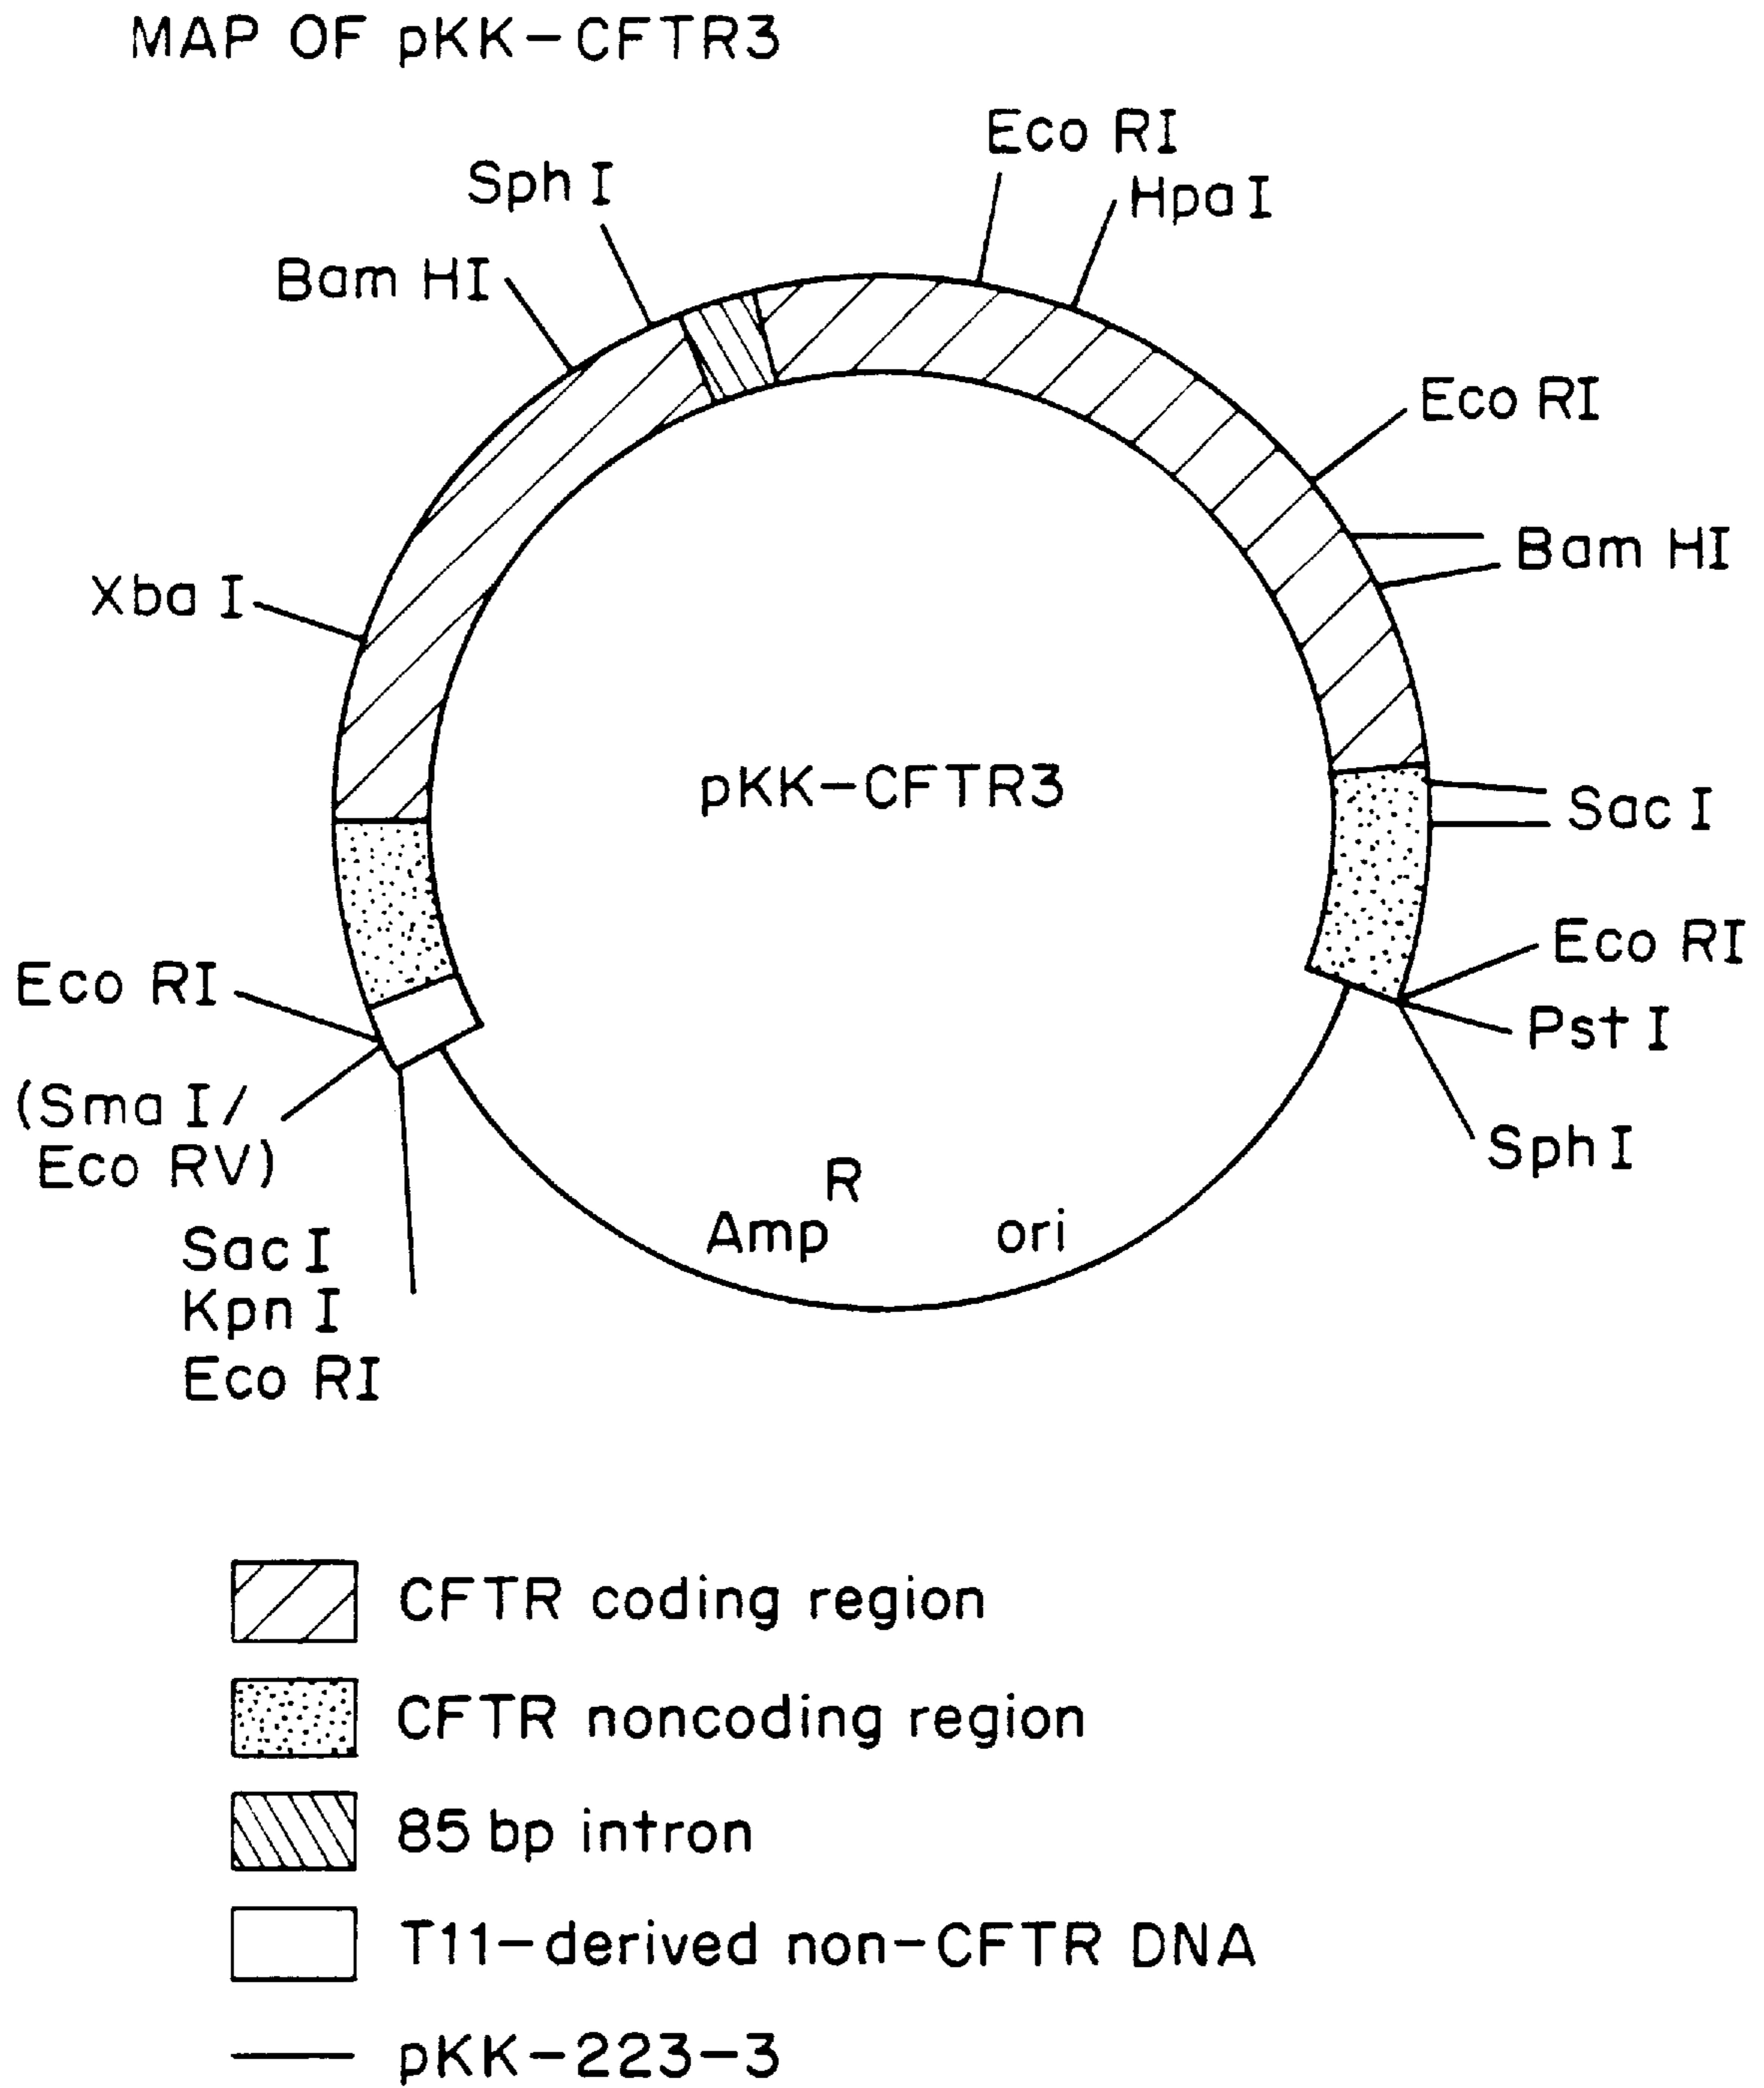 MAP OF pKK-CFTR3
Eco RI
Hpa I
Sph I
Bam HI
Eco RI
Bam HI
Xba I
pKK-CFTR3
Sac I
Eco RI
Pst I
Sph I
Eco RI
(Sma I/
Eco RV)
Sac I
Kpn I
Eco RI
Amp R
ori
CFTR coding region
CFTR noncoding region
85 bp intron
T11-derived non-CFTR DNA
pKK-223-3